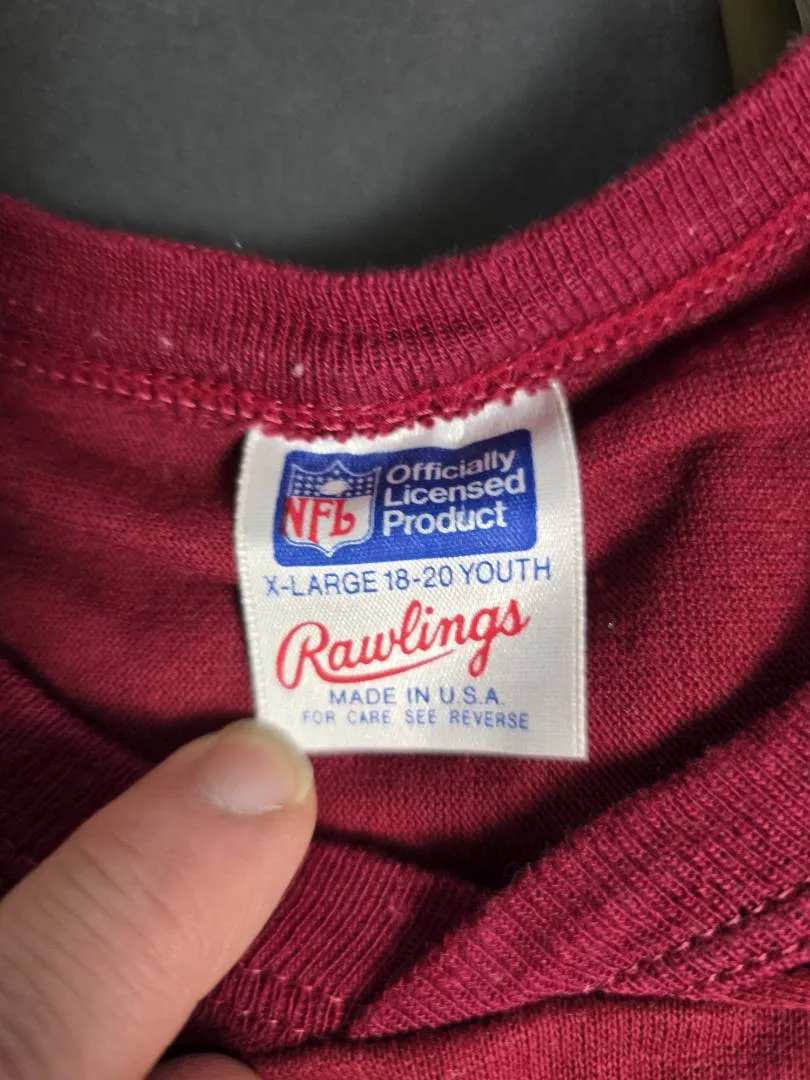 NFL
Officially
Licensed
Product
X-LARGE 18-20 YOUTH
Rawlings
MADE IN U.S.A.
FOR CARE SEE REVERSE